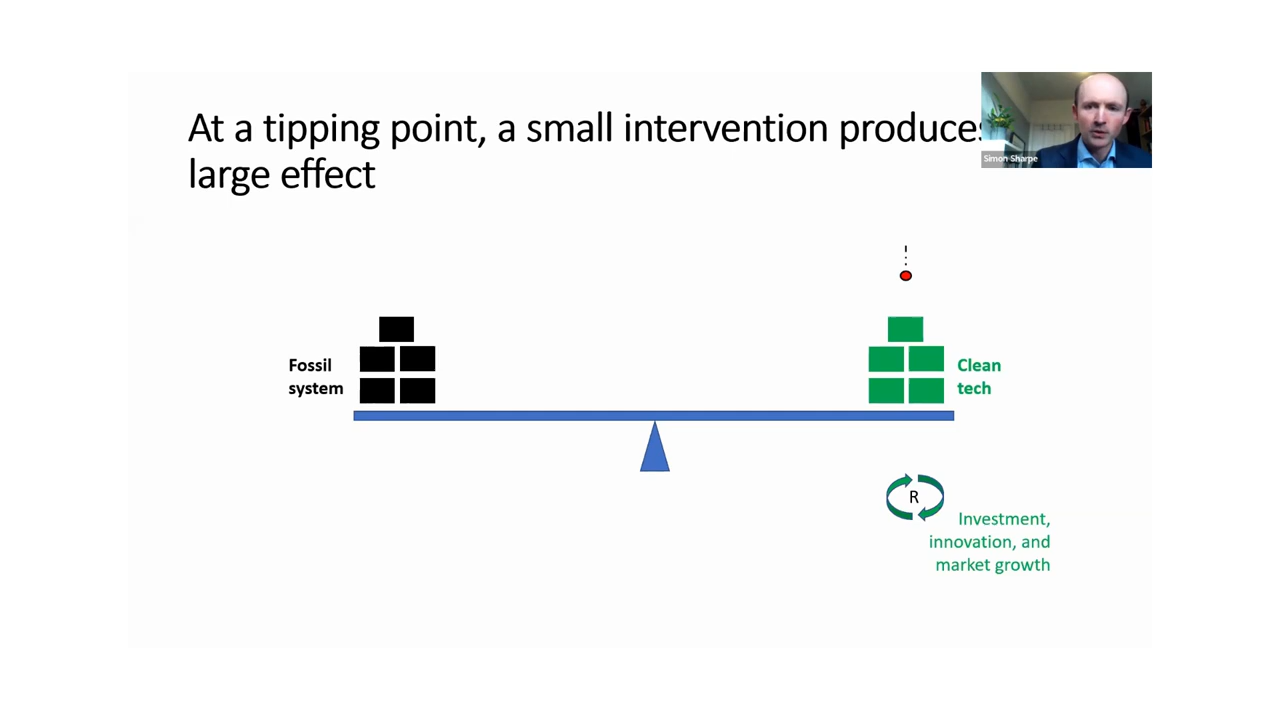 At a tipping point, a small intervention produces
large effect
Simon Sharpe
Fossil
system
Clean
tech
R
Investment,
innovation, and
market growth